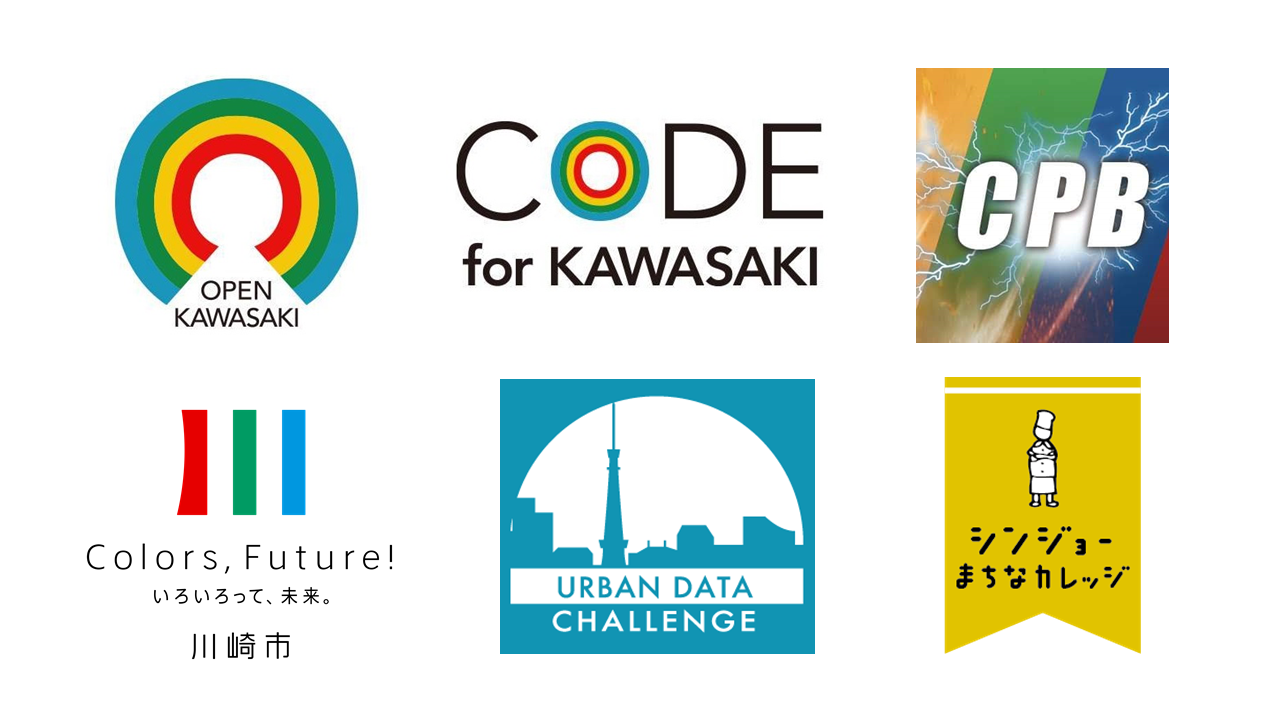 OPEN
KAWASAKI
CODE
for KAWASAKI
CPB
Colors, Future!
いろいろって、未来。
川崎市
URBAN DATA
CHALLENGE
シンジョー
まちなカレッジ